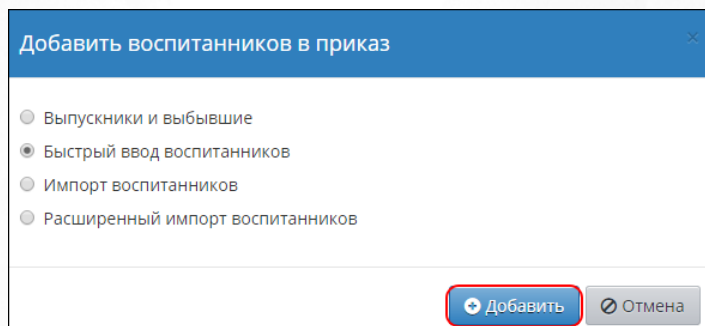 Добавить воспитанников в приказ
Выпускники и выбывшие
Быстрый ввод воспитанников
Импорт воспитанников
Расширенный импорт воспитанников
Добавить Отмена